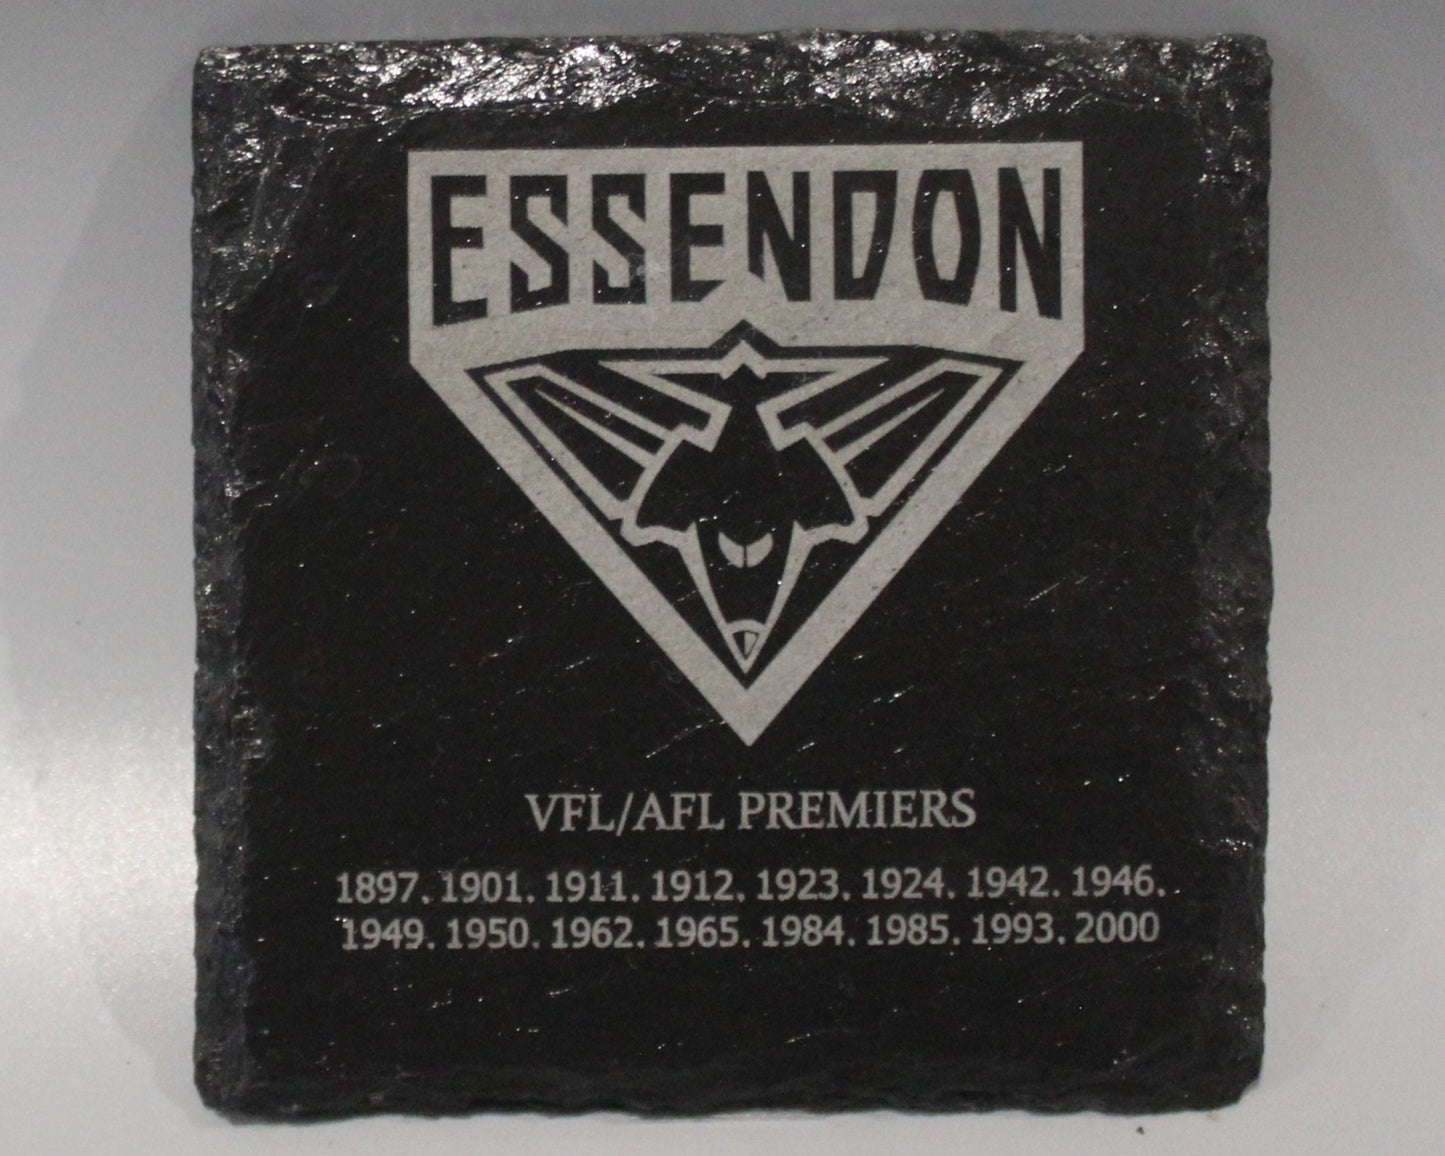 ESSENDON
VFL/AFL PREMIERS
1897. 1901. 1911. 1912. 1923. 1924. 1942. 1946.
1949. 1950. 1962. 1965. 1984. 1985. 1993. 2000